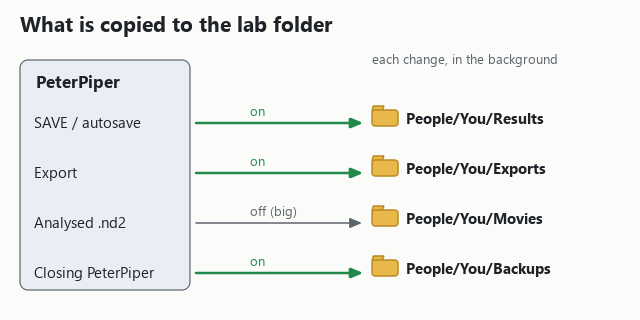 What is copied to the lab folder
each change, in the background
PeterPiper
SAVE / autosave
on
People/You/Results
Export
on
People/You/Exports
Analysed .nd2
off (big)
People/You/Movies
Closing PeterPiper
on
People/You/Backups